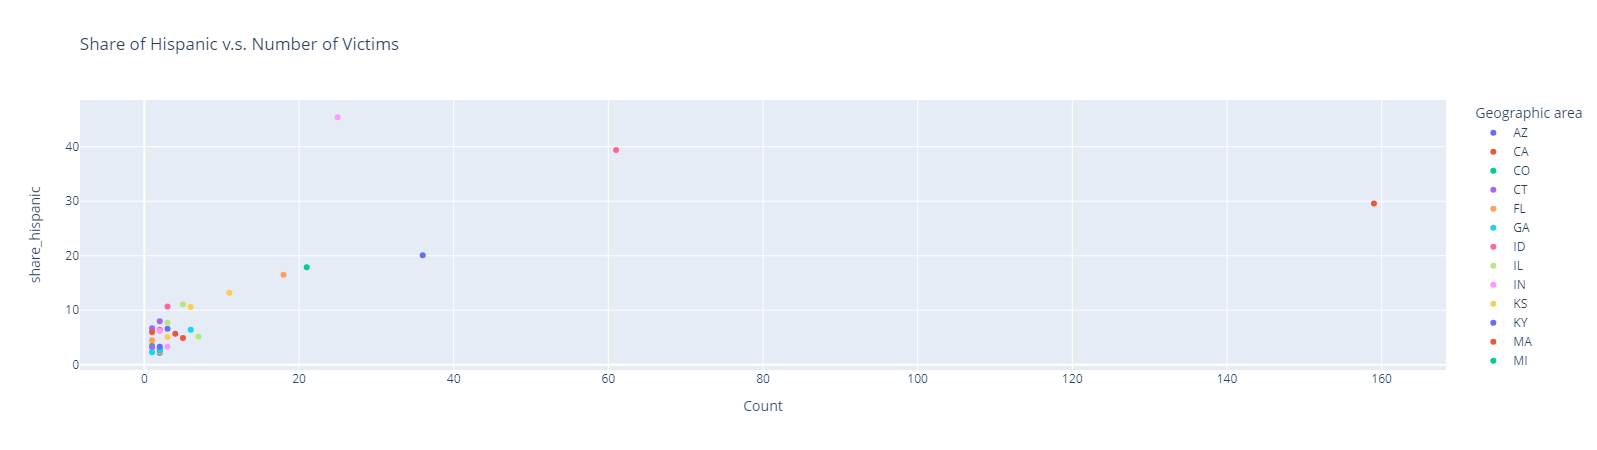 Share of Hispanic v.s. Number of Victims
share_hispanic
40
30
20
10
0
0 20 40 60 80 100 120 140 160
Count
Geographic area
AZ
CA
CO
CT
FL
GA
ID
IL
IN
KS
KY
MA
MI